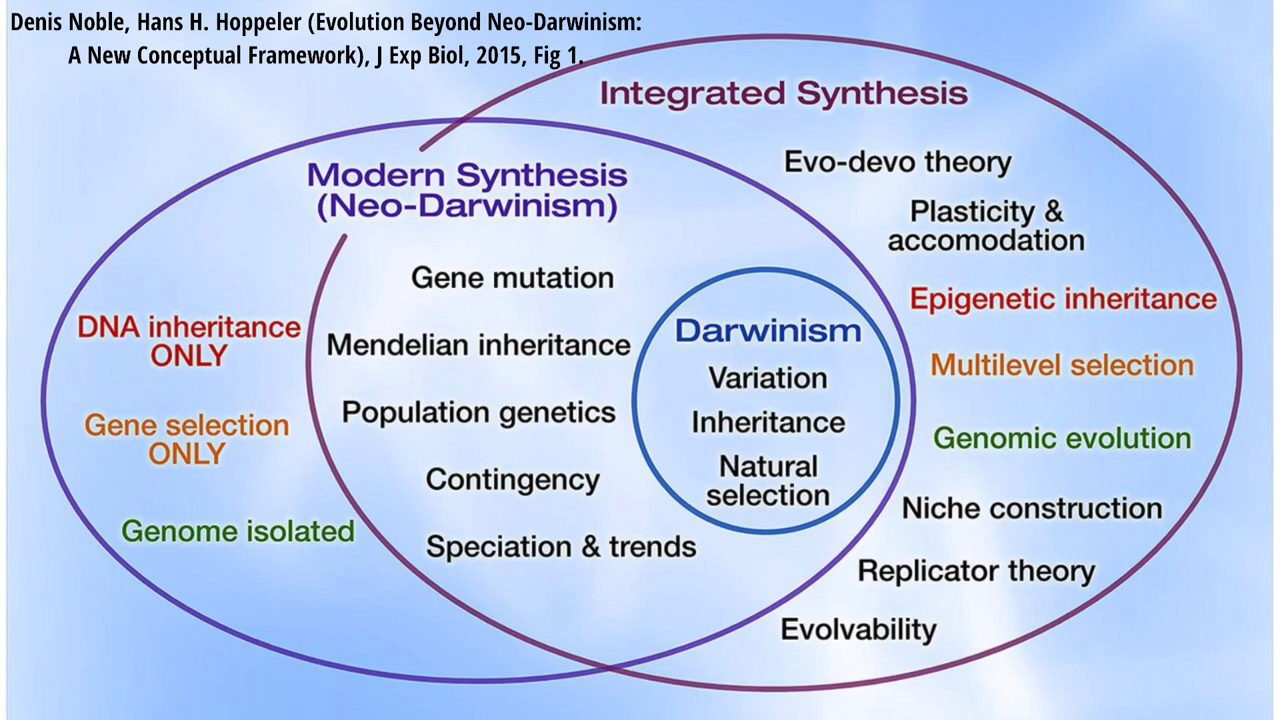 Denis Noble, Hans H. Hoppeler (Evolution Beyond Neo-Darwinism:
A New Conceptual Framework), J Exp Biol, 2015, Fig 1.
Integrated Synthesis
Modern Synthesis
(Neo-Darwinism)
DNA inheritance
ONLY
Gene selection
ONLY
Genome isolated
Gene mutation
Mendelian inheritance
Population genetics
Contingency
Speciation & trends
Darwinism
Variation
Inheritance
Natural
selection
Evo-devo theory
Plasticity &
accomodation
Epigenetic inheritance
Multilevel selection
Genomic evolution
Niche construction
Replicator theory
Evolvability